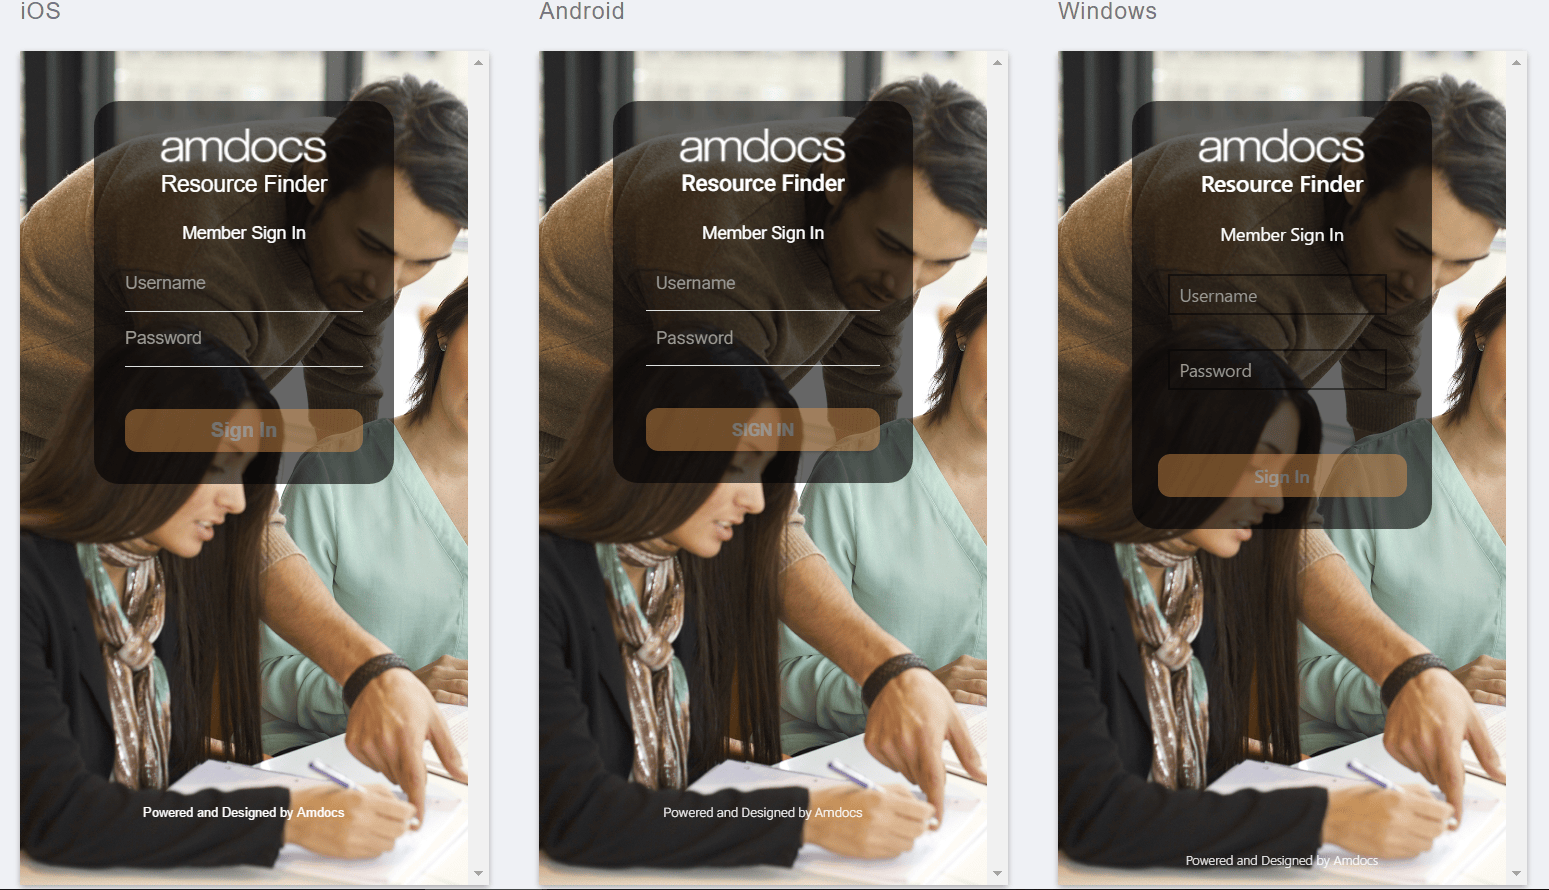 iOS
amdocs
Resource Finder
Member Sign In
Username
Password
Sign In
Powered and Designed by Amdocs
Android
amdocs
Resource Finder
Member Sign In
Username
Password
SIGN IN
Powered and Designed by Amdocs
Windows
amdocs
Resource Finder
Member Sign In
Username
Password
Sign In
Powered and Designed by Amdocs